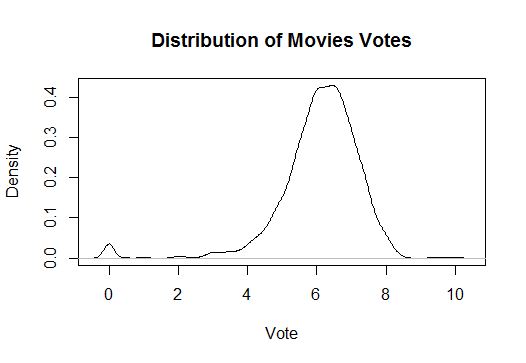 Distribution of Movies Votes
Density
0.0 0.1 0.2 0.3 0.4
0 2 4 6 8 10
Vote